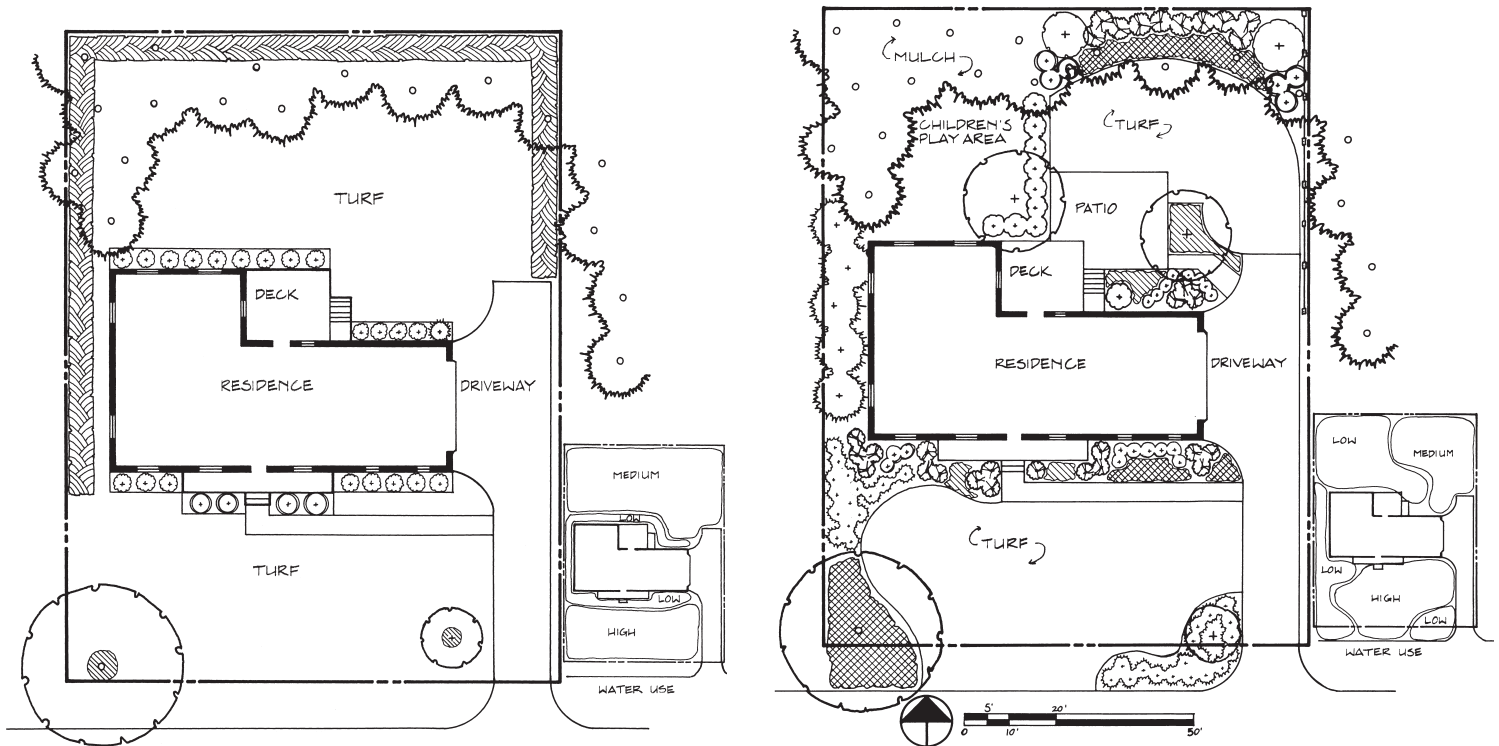 TURF
DECK
RESIDENCE
DRIVEWAY
TURF
MEDIUM
LOW
LOW
HIGH
WATER USE
MULCH
CHILDREN'S
PLAY AREA
TURF
PATIO
DECK
RESIDENCE
DRIVEWAY
TURF
LOW
MEDIUM
LOW
HIGH
LOW
WATER USE
5' 20'
0 10' 50'